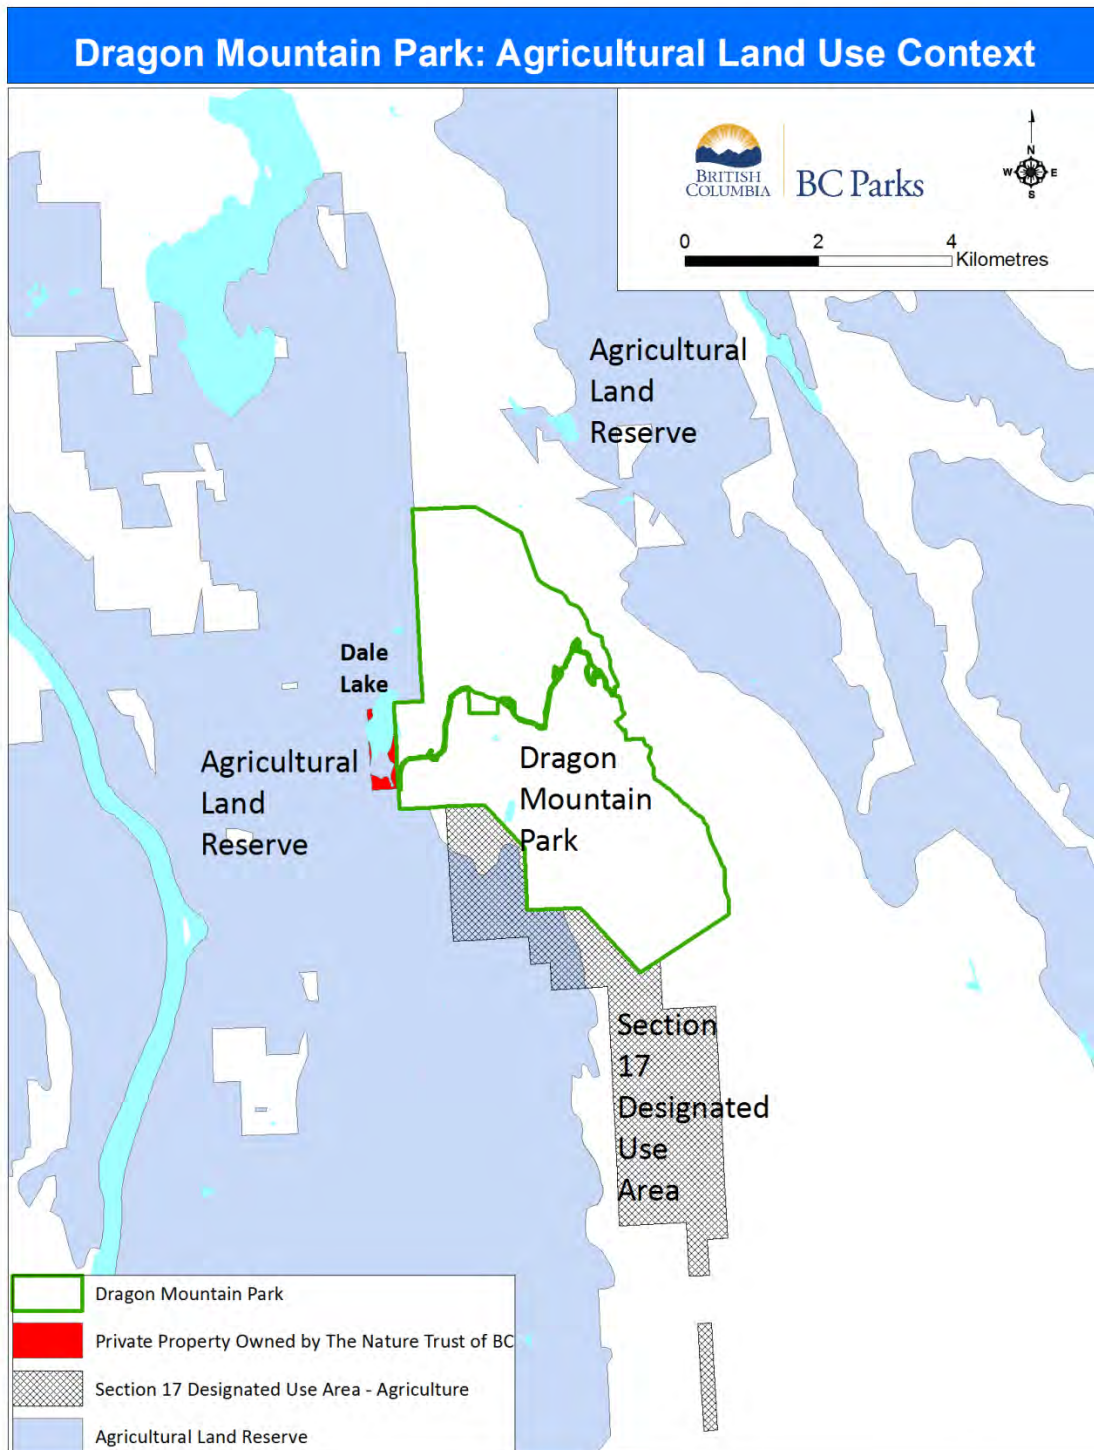 Dragon Mountain Park: Agricultural Land Use Context
BRITISH
COLUMBIA
BC Parks
N
W E
S
0 2 4
Kilometres
Agricultural
Land
Reserve
Dale
Lake
Agricultural
Land
Reserve
Dragon
Mountain
Park
Section
17
Designated
Use
Area
Dragon Mountain Park
Private Property Owned by The Nature Trust of BC
Section 17 Designated Use Area - Agriculture
Agricultural Land Reserve